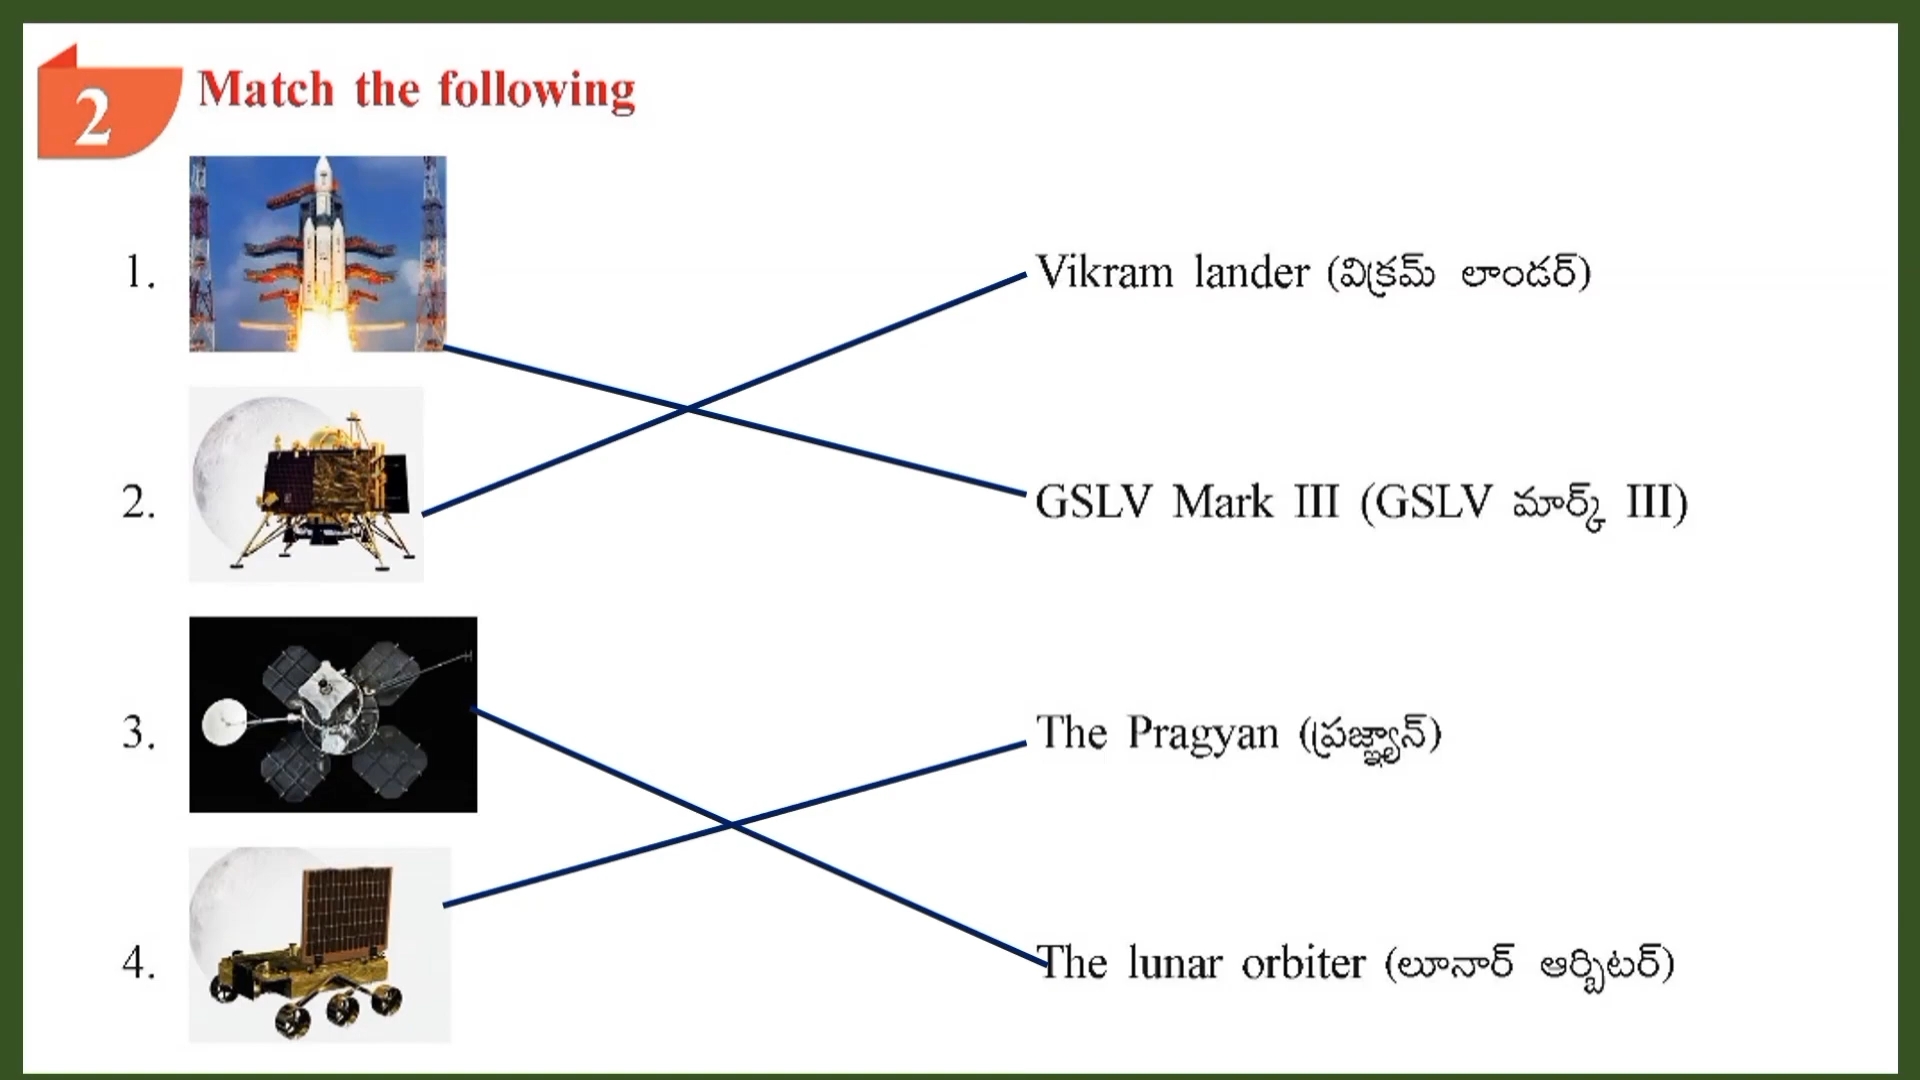 2 Match the following
1. Vikram lander (విక్రమ్ లాండర్)
2. GSLV Mark III (GSLV మార్క్ III)
3. The Pragyan (ప్రజ్ఞ్యాన్)
4. The lunar orbiter (లూనార్ ఆర్బిటర్)